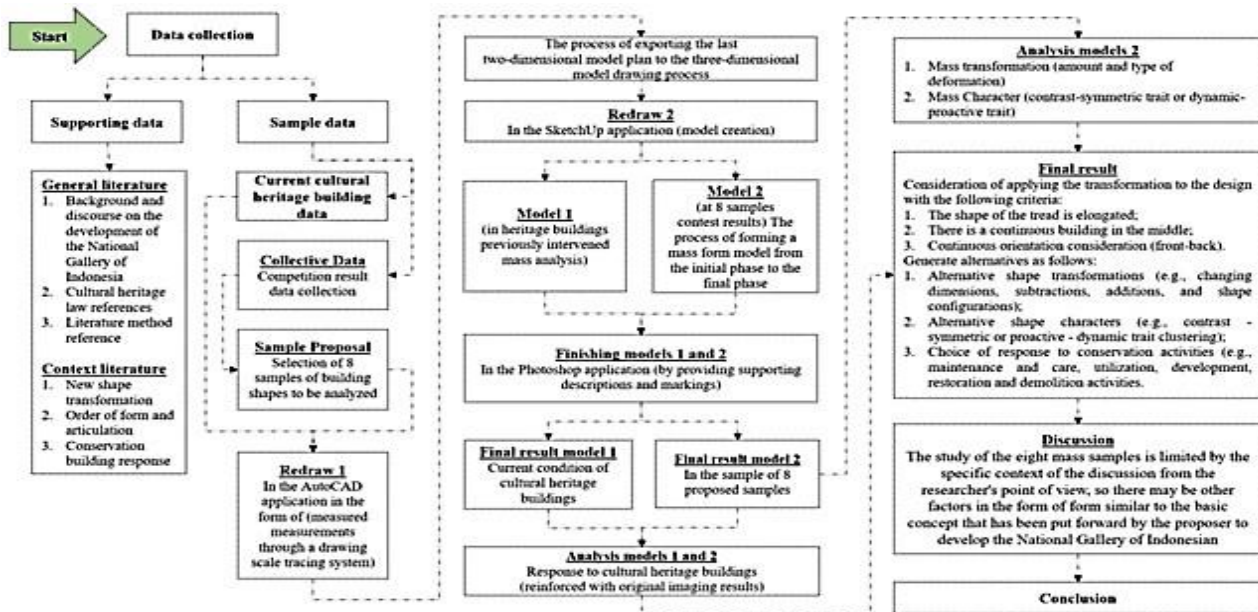 Start
Data collection
Supporting data
Sample data
General literature
1. Background and
discourse on the
development of
the National
Gallery of
Indonesia
2. Cultural heritage
law references
3. Literature method
reference
Context literature
1. New shape
transformation
2. Order of form and
articulation
3. Conservation
building response
Current cultural
heritage building
data
Collective Data
Competition result
data collection
Sample Proposal
Selection of 8
samples of building
shapes to be analyzed
Redraw 1
In the AutoCAD
application in the
form of (measured
measurements
through a drawing
scale tracing system)
The process of exporting the last
two-dimensional model plan to the three-dimensional
model drawing process
Redraw 2
In the SketchUp application (model creation)
Model 1
(in heritage buildings
previously intervened
mass analysis)
Model 2
(at 8 samples
contest results) The
process of forming a
mass form model from
the initial phase to the
final phase
Finishing models 1 and 2
In the Photoshop application (by providing supporting
descriptions and markings)
Final result model 1
Current condition of
cultural heritage
buildings
Final result model 2
In the sample of 8
proposed samples
Analysis models 1 and 2
Response to cultural heritage buildings
(reinforced with original imaging results)
Analysis models 2
1. Mass transformation (amount and type of
deformation)
2. Mass Character (contrast-symmetric trait or dynamic-
proactive trait)
Final result
Consideration of applying the transformation to the design
with the following criteria:
1. The shape of the tread is elongated;
2. There is a continuous building in the middle;
3. Continuous orientation consideration (front-back).
Generate alternatives as follows:
1. Alternative shape transformations (e.g., changing
dimensions, subtractions, additions, and shape
configurations);
2. Alternative shape characters (e.g., contrast -
symmetric or proactive - dynamic trait clustering);
3. Choice of response to conservation activities (e.g.,
maintenance and care, utilization, development,
restoration and demolition activities.
Discussion
The study of the eight mass samples is limited by the
specific context of the discussion from the
researcher's point of view; so there may be other
factors in the form of form similar to the basic
concept that has been put forward by the proposer to
develop the National Gallery of Indonesian
Conclusion